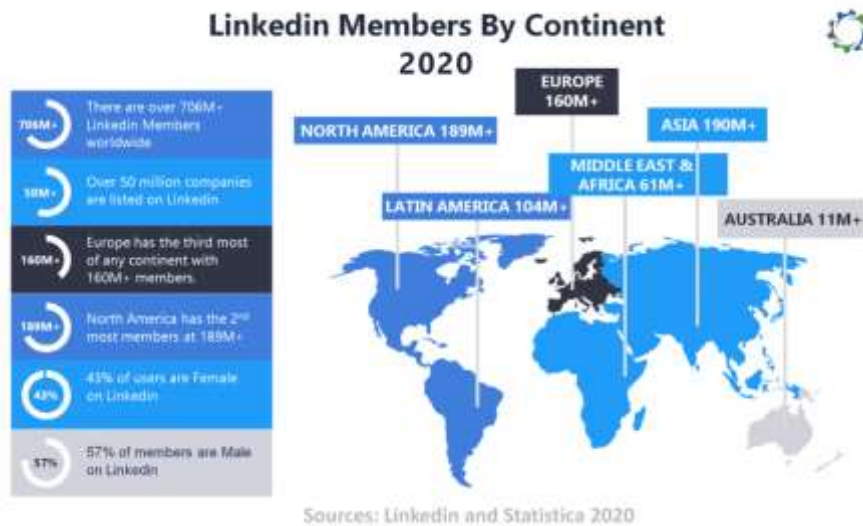 Linkedin Members By Continent
2020
706M+
There are over 706M+
Linkedin Members
worldwide
50M+
Over 50 million companies
are listed on Linkedin
160M+
Europe has the third most
of any continent with
160M+ members.
189M+
North America has the 2nd
most members at 189M+
43%
43% of users are Female
on Linkedin
57%
57% of members are Male
on Linkedin
EUROPE
160M+
NORTH AMERICA 189M+
ASIA 190M+
MIDDLE EAST &
AFRICA 61M+
LATIN AMERICA 104M+
AUSTRALIA 11M+
Sources: Linkedin and Statistica 2020